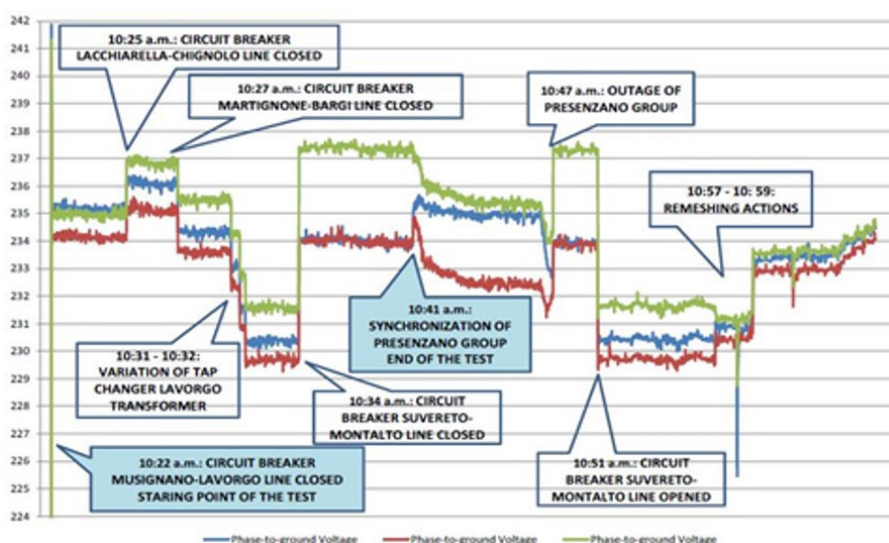 242
241
240
239
238
237
236
235
234
233
232
231
230
229
228
227
226
225
224
10:25 a.m.: CIRCUIT BREAKER
LACCHIARELLA-CHIGNOLO LINE CLOSED
10:27 a.m.: CIRCUIT BREAKER
MARTIGNONE-BARGI LINE CLOSED
10:47 a.m.: OUTAGE OF
PRESENZANO GROUP
10:57 - 10: 59:
REMESHING ACTIONS
10:41 a.m.:
SYNCHRONIZATION OF
PRESENZANO GROUP
END OF THE TEST
10:31 - 10:32:
VARIATION OF TAP
CHANGER LAVORGO
TRANSFORMER
10:34 a.m.: CIRCUIT
BREAKER SUVERETO-
MONTALTO LINE CLOSED
10:22 a.m.: CIRCUIT BREAKER
MUSIGNANO-LAVORGO LINE CLOSED
STARING POINT OF THE TEST
10:51 a.m.: CIRCUIT
BREAKER SUVERETO-
MONTALTO LINE OPENED
Phase-to-ground Voltage Phase-to-ground Voltage Phase-to-ground Voltage